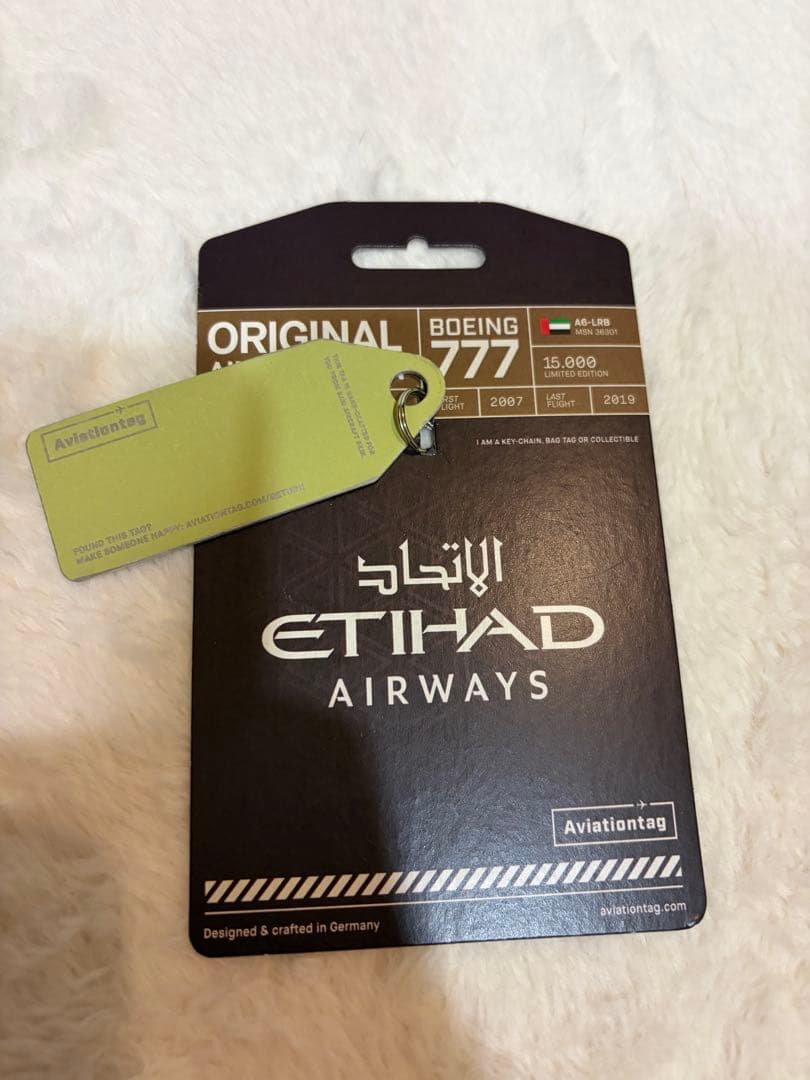 ORIGINAL
BOEING
777
A6-LRB
MSN 36301
15.000
LIMITED EDITION
FLIGHT
2007
LAST
FLIGHT
2019
I AM A KEY-CHAIN, BAG TAG OR COLLECTIBLE
Aviationtag
FOUND THIS TAG?
MAKE SOMEONE HAPPY: AVIATIONTAG.COM/RETURN
الاتحاد
ETIHAD
AIRWAYS
Aviationtag
aviationtag.com
Designed & crafted in Germany